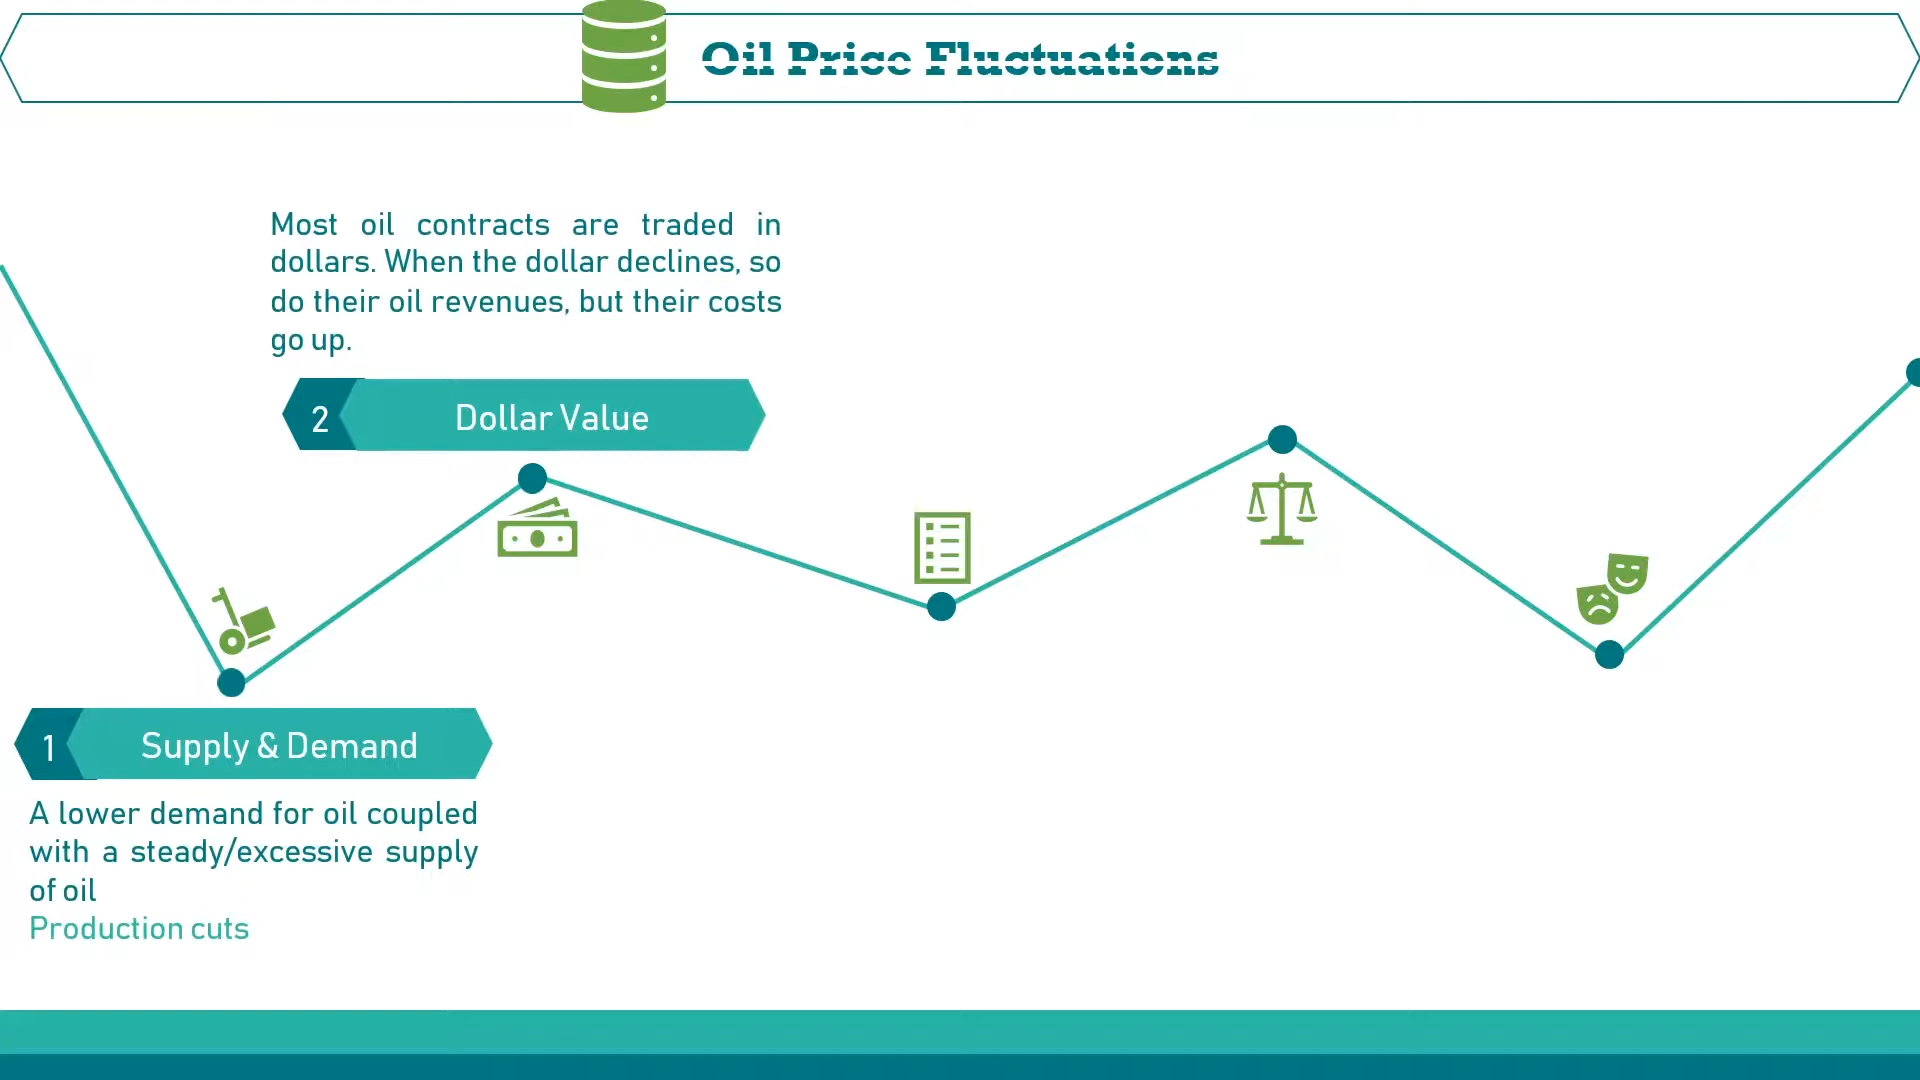 Oil Price Fluctuations
Most oil contracts are traded in
dollars. When the dollar declines, so
do their oil revenues, but their costs
go up.
2 Dollar Value
1 Supply & Demand
A lower demand for oil coupled
with a steady/excessive supply
of oil
Production cuts